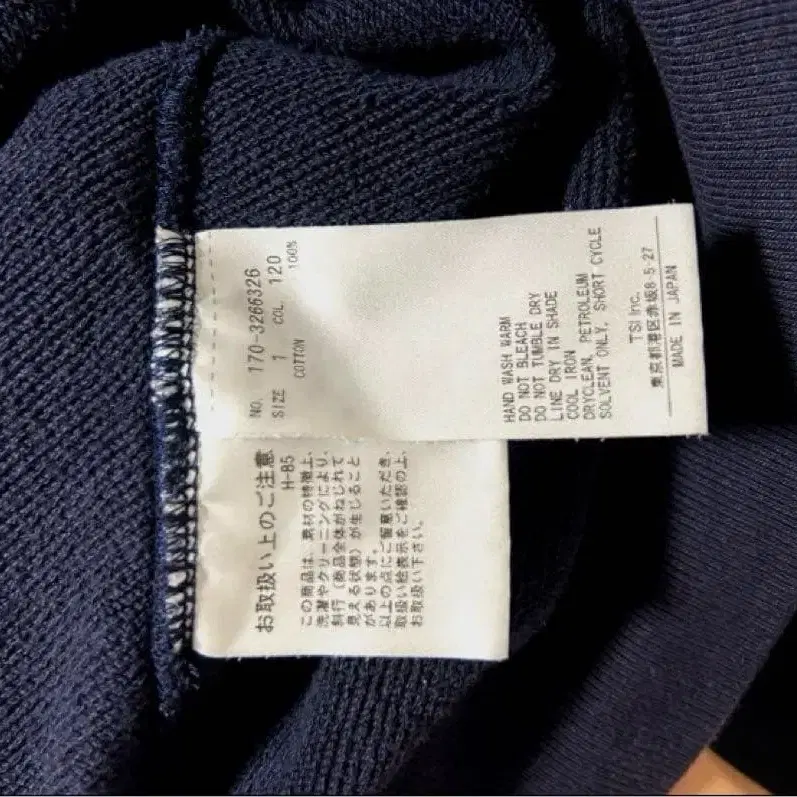 NO. 170-3266326
SIZE 1 COL. 120
COTTON 100%
HAND WASH WARM
DO NOT BLEACH
DO NOT TUMBLE DRY
LINE DRY IN SHADE
COOL IRON
DRYCLEAN, PETROLEUM
SOLVENT ONLY, SHORT CYCLE
TSI Inc.
東京都港区赤坂8-5-27
MADE IN JAPAN
お取扱い上のご注意
H-85
この商品は、素材の特徴上、
洗濯やクリーニングにより、
斜行（商品全体がねじれて
見える状態）が生じること
があります。
以上の点にご留意いただき、
取扱い絵表示をご確認の上、
お取扱い下さい。